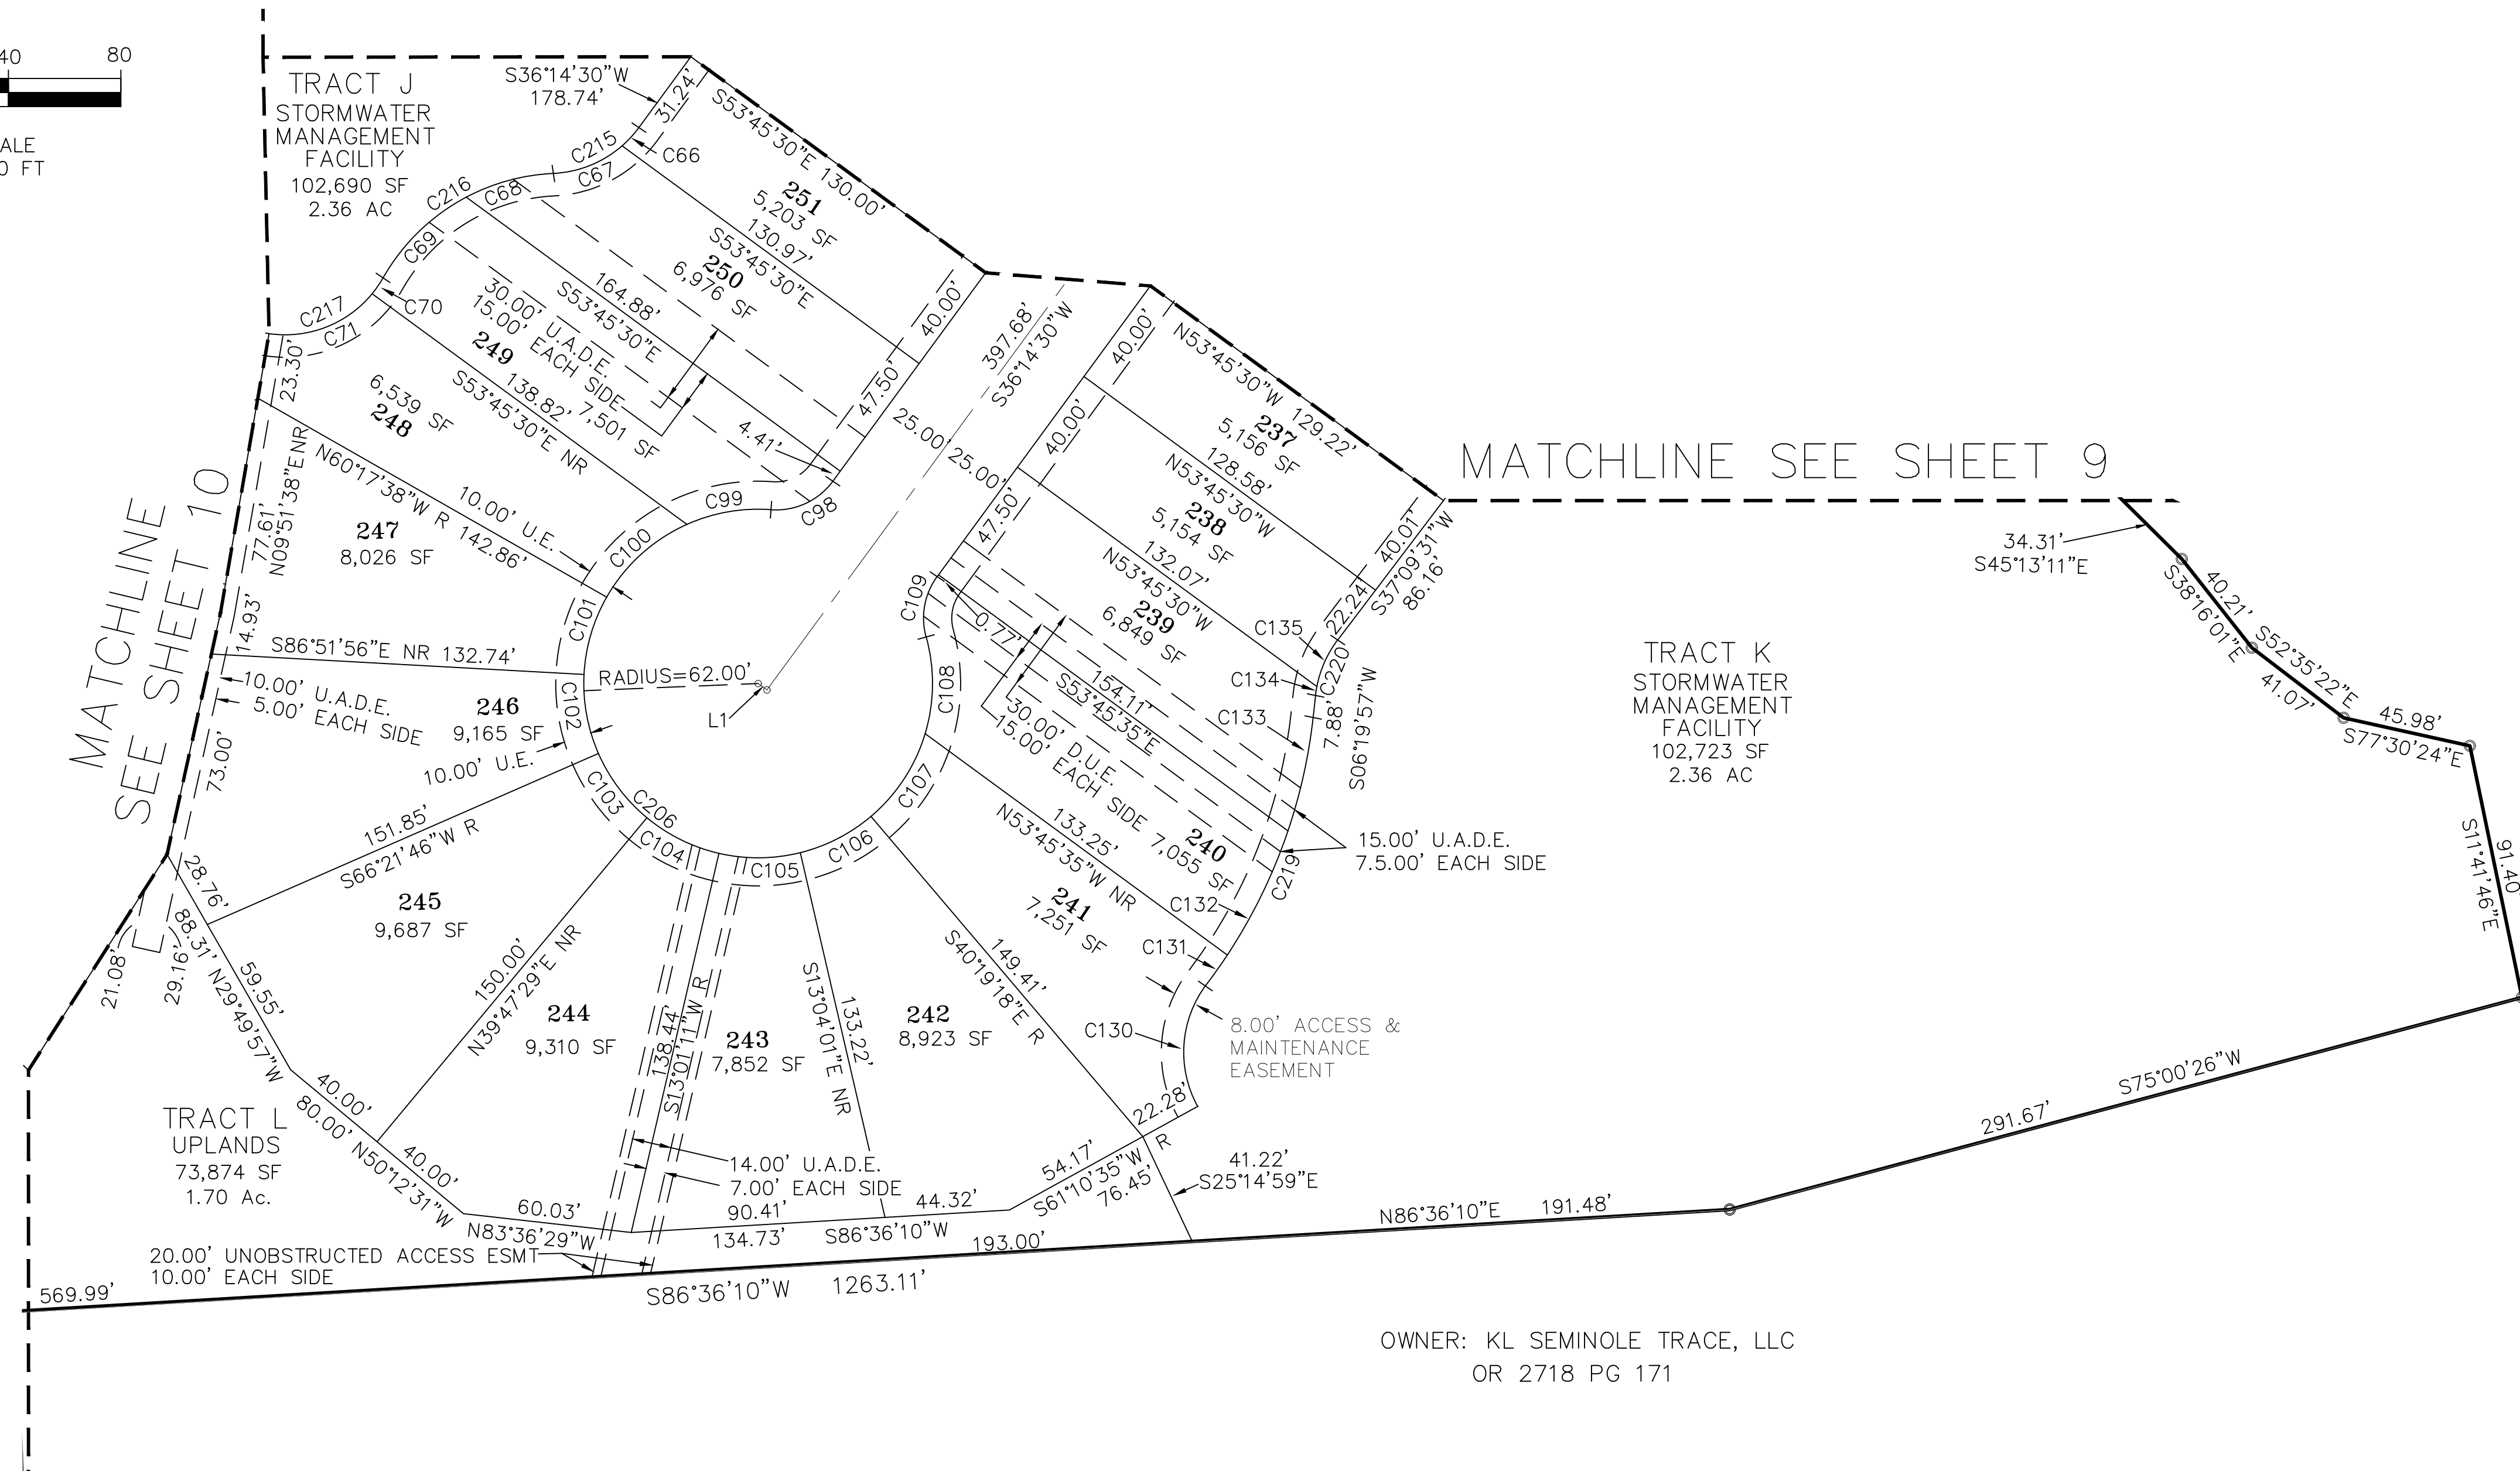 40
80
ALE
0 FT
TRACT J
STORMWATER
MANAGEMENT
FACILITY
102,690 SF
2.36 AC
S36°14'30"W
178.74'
31.24'
C215
C66
C67
C216
C68
C69
C70
C217
C71
S53°45'30"E 130.00'
251
5,203 SF
130.97'
S53°45'30"E
250
6,976 SF
164.88'
S53°45'30"E
30.00' U.A.D.E.
15.00' EACH SIDE
249
7,501 SF
138.82'
S53°45'30"E NR
6,539 SF
248
40.00'
47.50'
4.41'
C98
C99
C100
23.30'
N60°17'38"W R 142.86'
10.00' U.E.
247
8,026 SF
77.61'
N09°51'38"E NR
14.93'
C101
S86°51'56"E NR 132.74'
MATCHLINE
SEE SHEET 10
10.00' U.A.D.E.
5.00' EACH SIDE
73.00'
246
9,165 SF
10.00' U.E.
C102
RADIUS=62.00'
L1
397.68'
S36°14'30"W
25.00'
25.00'
40.00'
40.00'
47.50'
N53°45'30"W 129.22'
237
5,156 SF
128.58'
N53°45'30"W
238
5,154 SF
132.07'
N53°45'30"W
239
6,849 SF
0.77'
154.11'
S53°45'35"E
30.00' D.U.E.
15.00' EACH SIDE
240
7,055 SF
133.25'
N53°45'35"W NR
241
7,251 SF
C109
C108
C107
C106
C105
C104
C103
C206
40.01'
22.24'
S37°09'31"W
86.16'
C135
C220
C134
C133
7.88'
S06°19'57"W
15.00' U.A.D.E.
7.5.00' EACH SIDE
C219
C132
C131
C130
8.00' ACCESS &
MAINTENANCE
EASEMENT
MATCHLINE SEE SHEET 9
34.31'
S45°13'11"E
40.21'
S38°16'01"E
S52°35'22"E
41.07'
45.98'
S77°30'24"E
91.40
S11°41'46"E
TRACT K
STORMWATER
MANAGEMENT
FACILITY
102,723 SF
2.36 AC
S75°00'26"W
291.67'
151.85'
S66°21'46"W R
245
9,687 SF
28.76'
88.31' N29°49'57"W
59.55'
21.08'
29.16'
150.00'
N39°47'29"E NR
244
9,310 SF
138.44'
S13°01'11"W R
243
7,852 SF
S13°04'01"E NR
133.22'
242
8,923 SF
149.41'
S40°19'18"E R
22.28'
R
54.17'
S61°10'35"W
76.45'
41.22'
S25°14'59"E
TRACT L
UPLANDS
73,874 SF
1.70 Ac.
40.00'
80.00' N50°12'31"W
40.00'
60.03'
N83°36'29"W
14.00' U.A.D.E.
7.00' EACH SIDE
90.41'
44.32'
134.73'
S86°36'10"W
193.00'
N86°36'10"E
191.48'
20.00' UNOBSTRUCTED ACCESS ESMT
10.00' EACH SIDE
569.99'
S86°36'10"W 1263.11'
OWNER: KL SEMINOLE TRACE, LLC
OR 2718 PG 171